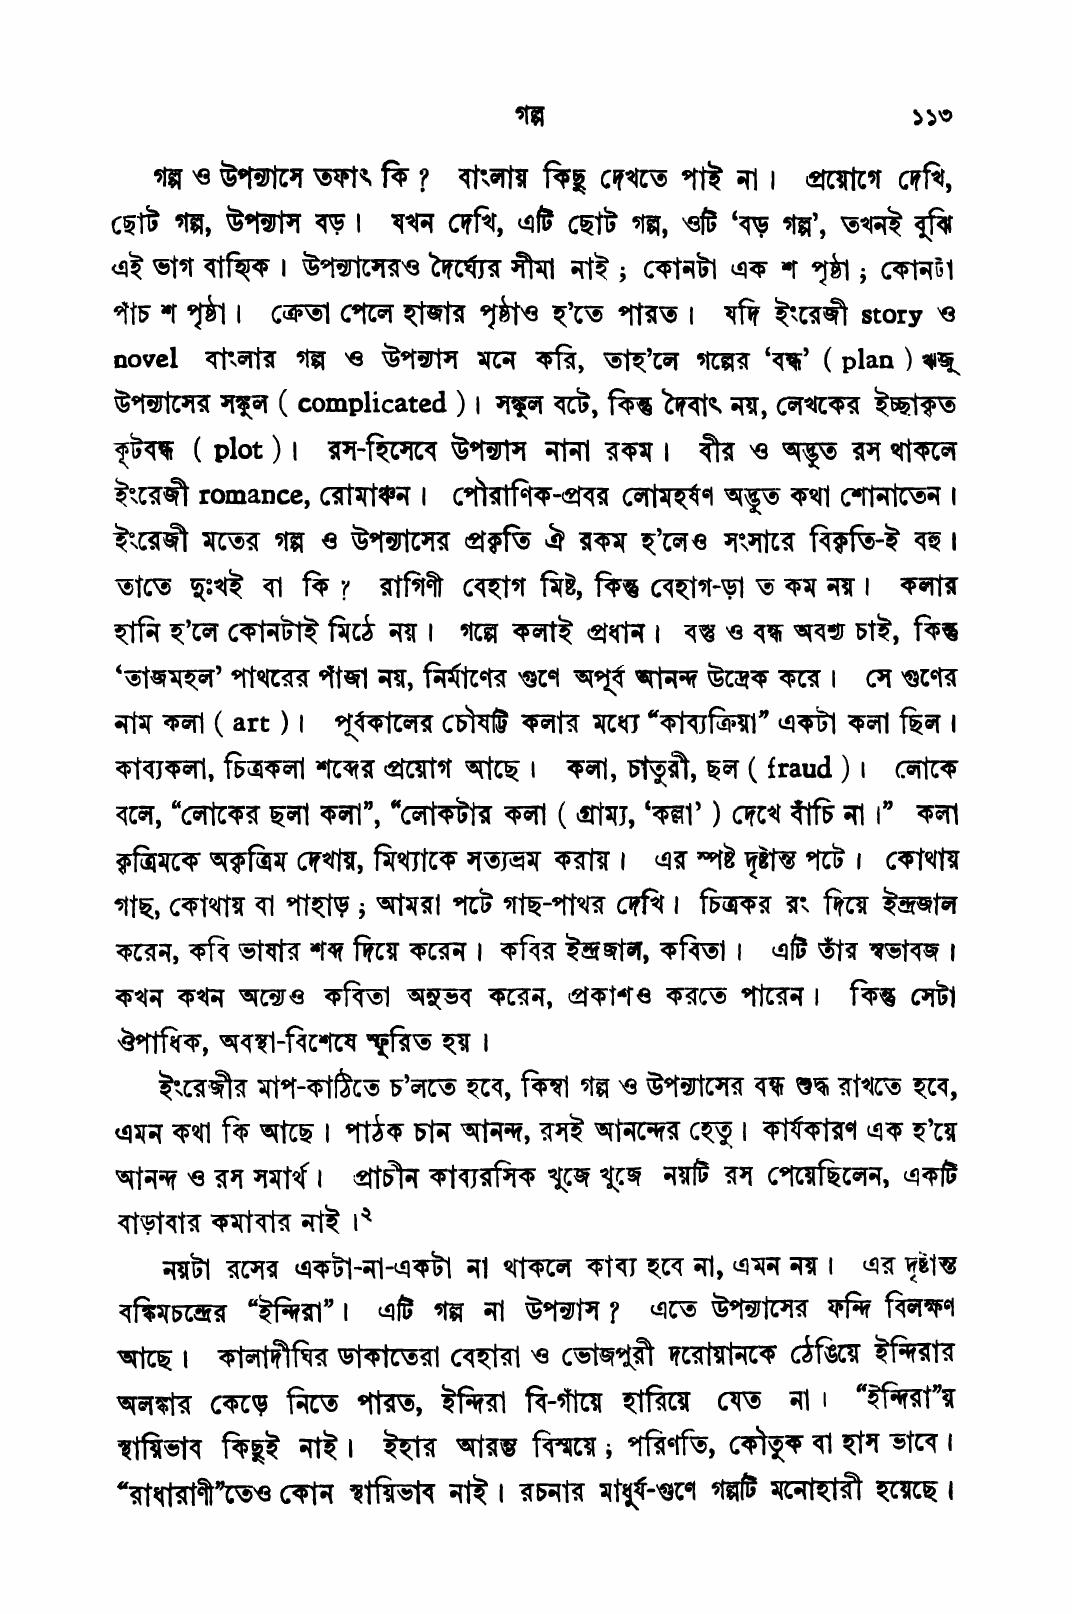 গল্প ১১৩
গল্প ও উপন্যাসে তফাৎ কি ? বাংলায় কিছু দেখতে পাই না। প্রয়োগে দেখি,
ছোট গল্প, উপন্যাস বড়। যখন দেখি, এটি ছোট গল্প, ওটি ‘বড় গল্প’, তখনই বুঝি
এই ভাগ বাহ্যিক। উপন্যাসেরও দৈর্ঘ্যের সীমা নাই ; কোনটা এক শ পৃষ্ঠা ; কোনটা
পাঁচ শ পৃষ্ঠা। ক্রেতা পেলে হাজার পৃষ্ঠাও হ’তে পারত। যদি ইংরেজী story ও
novel বাংলার গল্প ও উপন্যাস মনে করি, তাহ’লে গল্পের ‘বন্ধ’ ( plan ) ঋজু
উপন্যাসের সঙ্কুল ( complicated )। সঙ্কুল বটে, কিন্তু দৈবাৎ নয়, লেখকের ইচ্ছাকৃত
কূটবন্ধ ( plot )। রস-হিসেবে উপন্যাস নানা রকম। বীর ও অদ্ভুত রস থাকলে
ইংরেজী romance, রোমাঞ্চন। পৌরাণিক-প্রবর লোমহর্ষণ অদ্ভুত কথা শোনাতেন।
ইংরেজী মতের গল্প ও উপন্যাসের প্রকৃতি ঐ রকম হ’লেও সংসারে বিকৃতি-ই বহু।
তাতে দুঃখই বা কি ? রাগিণী বেহাগ মিষ্ট, কিন্তু বেহাগ-ড়া ত কম নয়। কলার
হানি হ’লে কোনটাই মিঠে নয়। গল্পে কলাই প্রধান। বস্তু ও বন্ধ অবশ্য চাই, কিন্তু
‘তাজমহল’ পাথরের পাঁজা নয়, নির্মাণের গুণে অপূর্ব আনন্দ উদ্রেক করে। সে গুণের
নাম কলা ( art )। পূর্বকালের চৌষট্টি কলার মধ্যে “কাব্যক্রিয়া” একটা কলা ছিল।
কাব্যকলা, চিত্রকলা শব্দের প্রয়োগ আছে। কলা, চাতুরী, ছল ( fraud )। লোকে
বলে, “লোকের ছলা কলা”, “লোকটার কলা ( গ্রাম্য, ‘কল্লা’ ) দেখে বাঁচি না।” কলা
কৃত্রিমকে অকৃত্রিম দেখায়, মিথ্যাকে সত্যভ্রম করায়। এর স্পষ্ট দৃষ্টান্ত পটে। কোথায়
গাছ, কোথায় বা পাহাড় ; আমরা পটে গাছ-পাথর দেখি। চিত্রকর রং দিয়ে ইন্দ্রজাল
করেন, কবি ভাষার শব্দ দিয়ে করেন। কবির ইন্দ্রজাল, কবিতা। এটি তাঁর স্বভাবজ।
কখন কখন অন্যেও কবিতা অনুভব করেন, প্রকাশও করতে পারেন। কিন্তু সেটা
ঔপাধিক, অবস্থা-বিশেষে স্ফুরিত হয়।
ইংরেজীর মাপ-কাঠিতে চ’লতে হবে, কিম্বা গল্প ও উপন্যাসের বন্ধ শুদ্ধ রাখতে হবে,
এমন কথা কি আছে। পাঠক চান আনন্দ, রসই আনন্দের হেতু। কার্যকারণ এক হ’য়ে
আনন্দ ও রস সমার্থ। প্রাচীন কাব্যরসিক খুজে খুজে নয়টি রস পেয়েছিলেন, একটি
বাড়াবার কমাবার নাই।২
নয়টা রসের একটা-না-একটা না থাকলে কাব্য হবে না, এমন নয়। এর দৃষ্টান্ত
বঙ্কিমচন্দ্রের “ইন্দিরা”। এটি গল্প না উপন্যাস ? এতে উপন্যাসের ফন্দি বিলক্ষণ
আছে। কালাদীঘির ডাকাতেরা বেহারা ও ভোজপুরী দরোয়ানকে ঠেঙিয়ে ইন্দিরার
অলঙ্কার কেড়ে নিতে পারত, ইন্দিরা বি-গাঁয়ে হারিয়ে যেত না। “ইন্দিরা”য়
স্থায়িভাব কিছুই নাই। ইহার আরম্ভ বিস্ময়ে ; পরিণতি, কৌতুক বা হাস ভাবে।
“রাধারাণী”তেও কোন স্থায়িভাব নাই। রচনার মাধুর্য-গুণে গল্পটি মনোহারী হয়েছে।